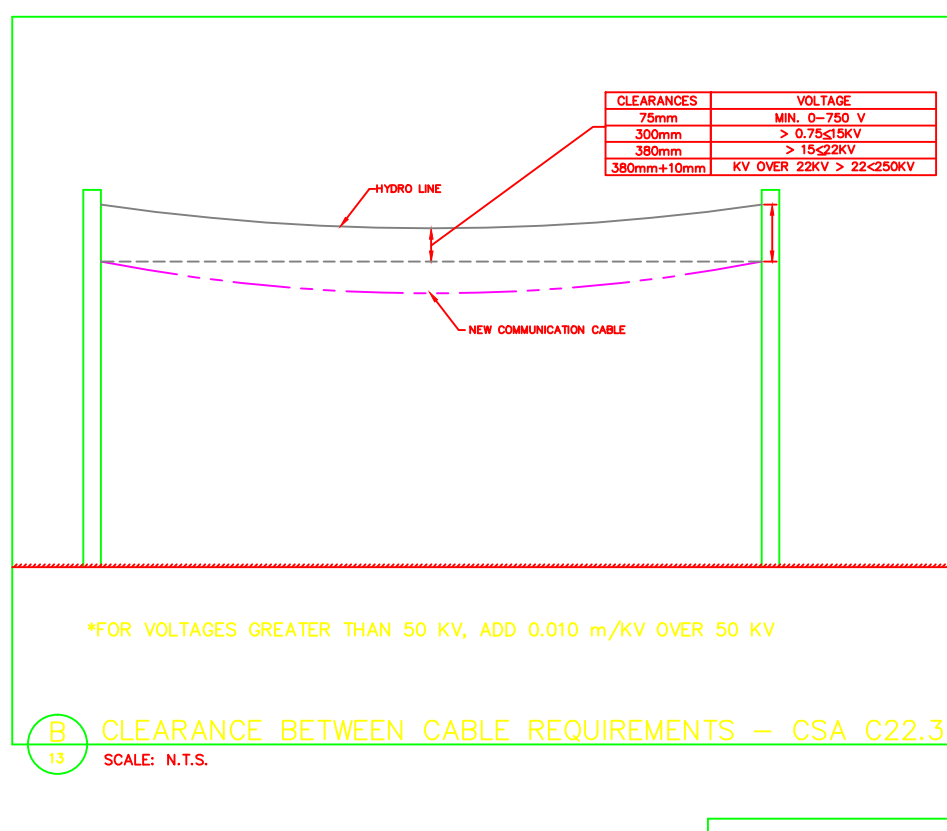 CLEARANCES VOLTAGE
75mm MIN. 0-750 V
300mm > 0.75≤15KV
380mm > 15≤22KV
380mm+10mm KV OVER 22KV > 22<250KV
HYDRO LINE
NEW COMMUNICATION CABLE
*FOR VOLTAGES GREATER THAN 50 KV, ADD 0.010 m/KV OVER 50 KV
B
13
CLEARANCE BETWEEN CABLE REQUIREMENTS - CSA C22.3
SCALE: N.T.S.